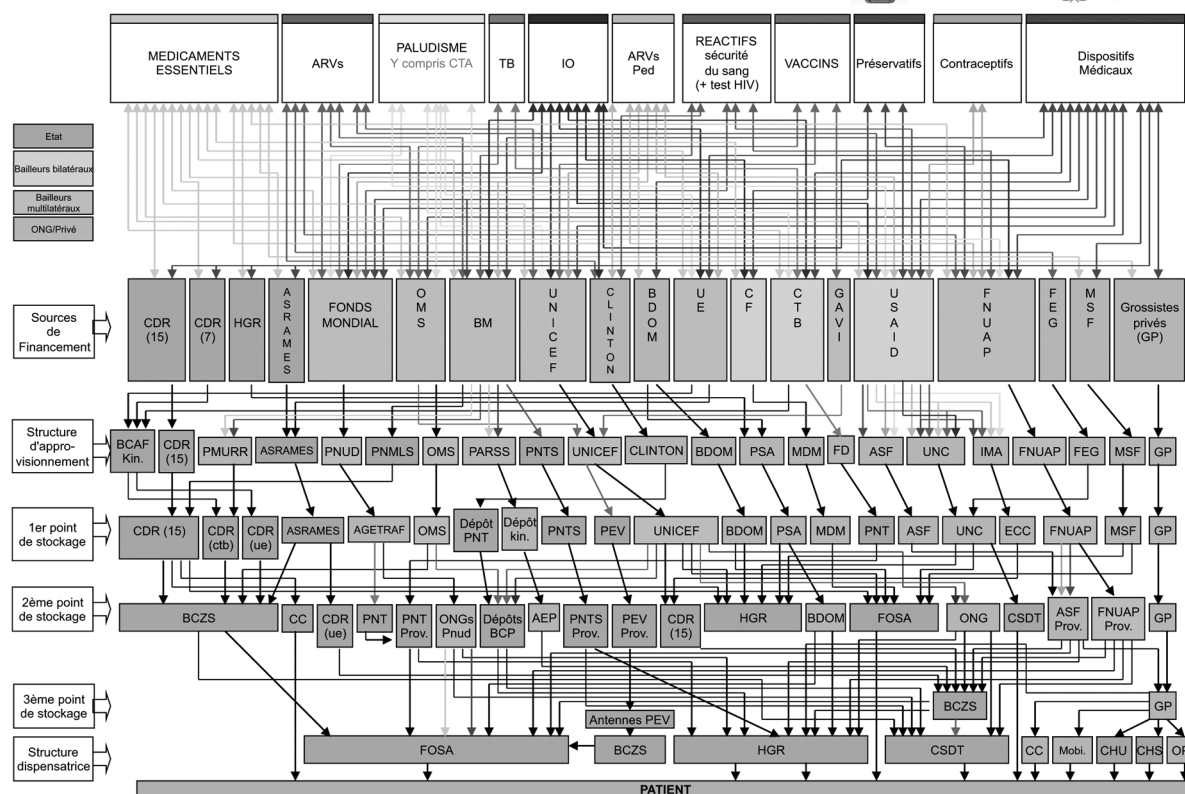 MEDICAMENTS
ESSENTIELS
ARVs
PALUDISME
Y compris CTA
TB
IO
ARVs
Ped
REACTIFS
sécurité
du sang
(+ test HIV)
VACCINS
Préservatifs
Contraceptifs
Dispositifs
Médicaux
Etat
Bailleurs bilatéraux
Bailleurs
multilatéraux
ONG/Privé
Sources
de
Financement
CDR
(15)
CDR
(7)
HGR
ASRAMES
FONDS
MONDIAL
OMS
BM
UNICEF
CLINTON
BDOM
UE
CF
CTB
GAVI
USAID
FNUAP
FEG
MSF
Grossistes
privés
(GP)
Structure
d'appro-
visionnement
BCAF
Kin.
CDR
(15)
PMURR
ASRAMES
PNUD
PNMLS
OMS
PARSS
PNTS
UNICEF
CLINTON
BDOM
PSA
MDM
FD
ASF
UNC
IMA
FNUAP
FEG
MSF
GP
1er point
de stockage
CDR (15)
CDR
(ctb)
CDR
(ue)
ASRAMES
AGETRAF
OMS
Dépôt
PNT
Dépôt
kin.
PNTS
PEV
UNICEF
BDOM
PSA
MDM
PNT
ASF
UNC
ECC
FNUAP
MSF
GP
2ème point
de stockage
BCZS
CC
CDR
(ue)
PNT
PNT
Prov.
ONGs
Pnud
Dépôts
BCP
AEP
PNTS
Prov.
PEV
Prov.
CDR
(15)
HGR
BDOM
FOSA
ONG
CSDT
ASF
Prov.
FNUAP
Prov.
GP
3ème point
de stockage
Antennes PEV
BCZS
GP
Structure
dispensatrice
FOSA
BCZS
HGR
CSDT
CC
Mobi.
CHU
CHS
PATIENT